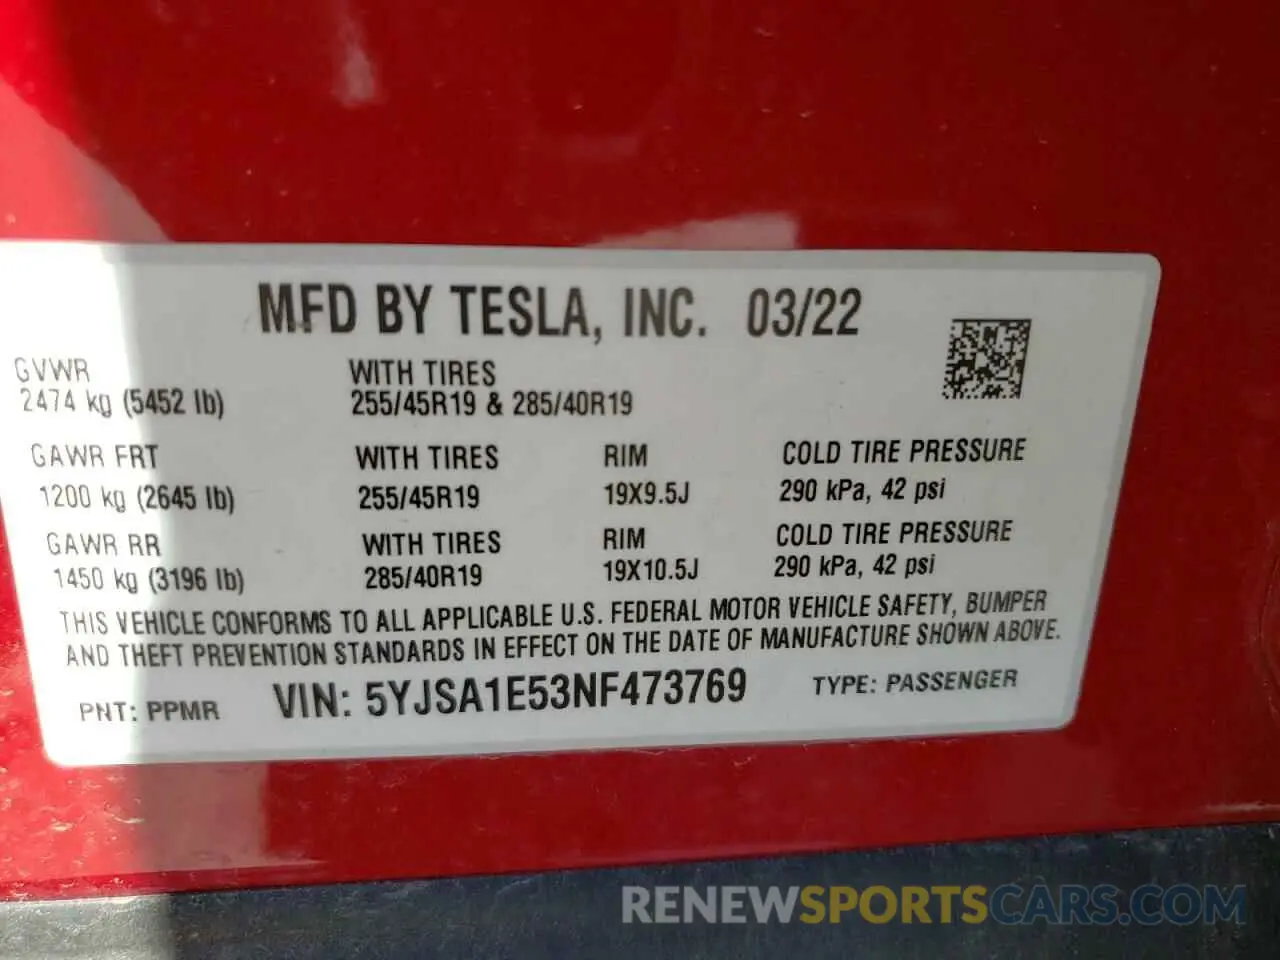 MFD BY TESLA, INC. 03/22
GVWR WITH TIRES
2474 kg (5452 lb) 255/45R19 & 285/40R19
GAWR FRT WITH TIRES RIM COLD TIRE PRESSURE
1200 kg (2645 lb) 255/45R19 19X9.5J 290 kPa, 42 psi
GAWR RR WITH TIRES RIM COLD TIRE PRESSURE
1450 kg (3196 lb) 285/40R19 19X10.5J 290 kPa, 42 psi
THIS VEHICLE CONFORMS TO ALL APPLICABLE U.S. FEDERAL MOTOR VEHICLE SAFETY, BUMPER
AND THEFT PREVENTION STANDARDS IN EFFECT ON THE DATE OF MANUFACTURE SHOWN ABOVE.
PNT: PPMR VIN: 5YJSA1E53NF473769 TYPE: PASSENGER
RENEWSPORTSCARS.COM